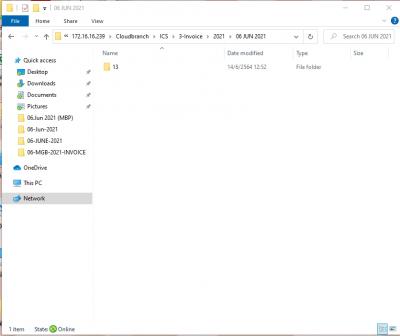 06 JUN 2021
File Home Share View
« 172.16.16.239 > Cloudbranch > ICS > 3-Invoice > 2021 > 06 JUN 2021
Search 06 JUN 2021
Name Date modified Type Size
Quick access
Desktop
Downloads
Documents
Pictures
06.Jun 2021 (MBP)
06-Jun-2021
06-JUNE-2021
06-MGB-2021-INVOICE
OneDrive
This PC
Network
13 14/6/2564 12:52 File folder
1 item State: Online